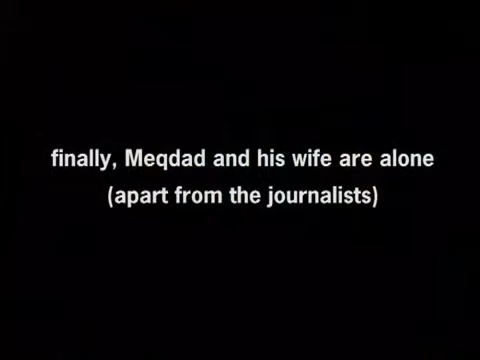 finally, Meqdad and his wife are alone
(apart from the journalists)